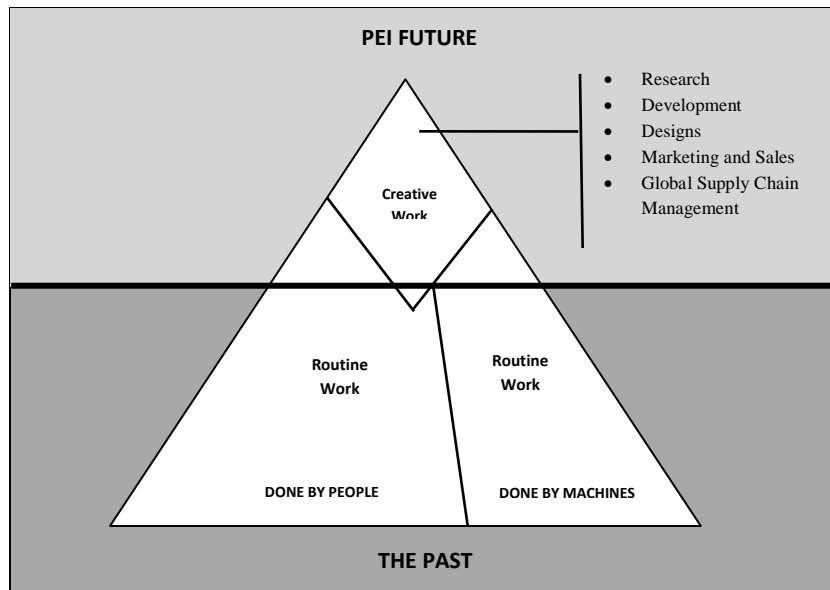 PEI FUTURE
• Research
• Development
• Designs
• Marketing and Sales
• Global Supply Chain
Management
Creative
Work
Routine
Work
Routine
Work
DONE BY PEOPLE
DONE BY MACHINES
THE PAST